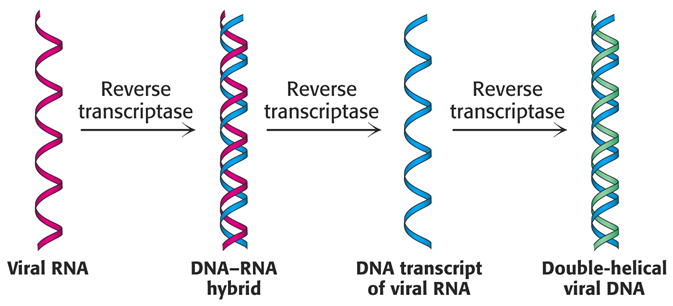 Reverse
transcriptase
Reverse
transcriptase
Reverse
transcriptase
Viral RNA
DNA–RNA
hybrid
DNA transcript
of viral RNA
Double-helical
viral DNA